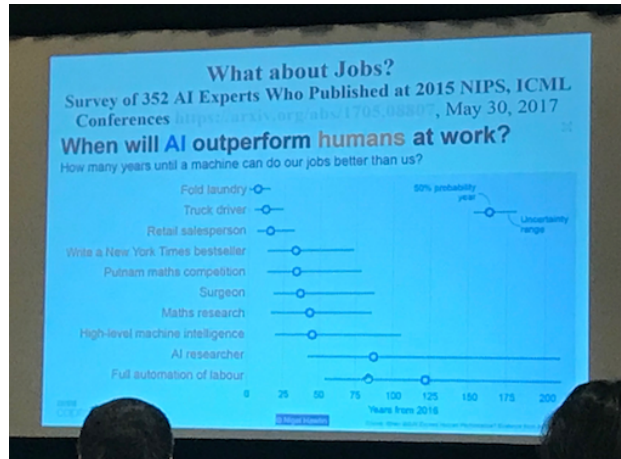 What about Jobs?
Survey of 352 AI Experts Who Published at 2015 NIPS, ICML
Conferences https://arxiv.org/abs/1705.08807, May 30, 2017
When will AI outperform humans at work?
How many years until a machine can do our jobs better than us?
50% probability
year
Uncertainty
range
Fold laundry
Truck driver
Retail salesperson
Write a New York Times bestseller
Putnam maths competition
Surgeon
Maths research
High-level machine intelligence
AI researcher
Full automation of labour
0 25 50 75 100 125 150 175 200
Years from 2016